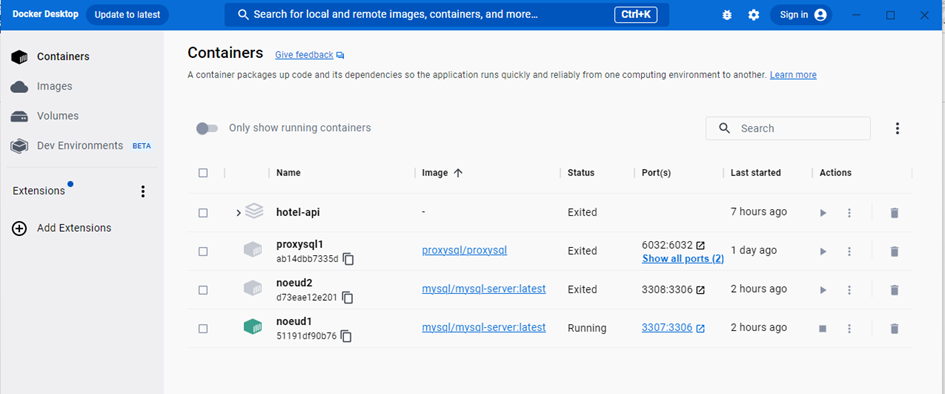 Docker Desktop Update to latest Search for local and remote images, containers, and more... Ctrl+K Sign in
Containers
Images
Volumes
Dev Environments BETA
Extensions
Add Extensions
Containers Give feedback
A container packages up code and its dependencies so the application runs quickly and reliably from one computing environment to another. Learn more
Only show running containers Search
Name Image Status Port(s) Last started Actions
hotel-api - Exited 7 hours ago
proxysql1 proxysql/proxysql Exited 6032:6032 1 day ago
ab14dbb7335d Show all ports (2)
noeud2 mysql/mysql-server:latest Exited 3308:3306 2 hours ago
d73eae12e201
noeud1 mysql/mysql-server:latest Running 3307:3306 2 hours ago
51191df90b76